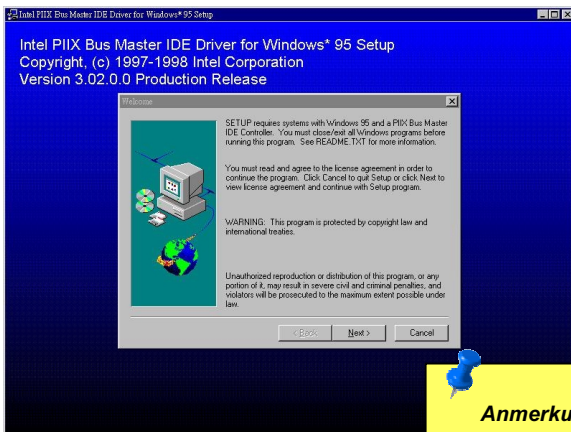 Intel PIIX Bus Master IDE Driver for Windows* 95 Setup
Intel PIIX Bus Master IDE Driver for Windows* 95 Setup
Copyright, (c) 1997-1998 Intel Corporation
Version 3.02.0.0 Production Release
Welcome
SETUP requires systems with Windows 95 and a PIIX Bus Master
IDE Controller. You must close/exit all Windows programs before
running this program. See README.TXT for more information.
You must read and agree to the license agreement in order to
continue the program. Click Cancel to quit Setup or click Next to
view license agreement and continue with Setup program.
WARNING: This program is protected by copyright law and
international treaties.
Unauthorized reproduction or distribution of this program, or any
portion of it, may result in severe civil and criminal penalties, and
violators will be prosecuted to the maximum extent possible under
law.
< Back
Next >
Cancel
Anmerku